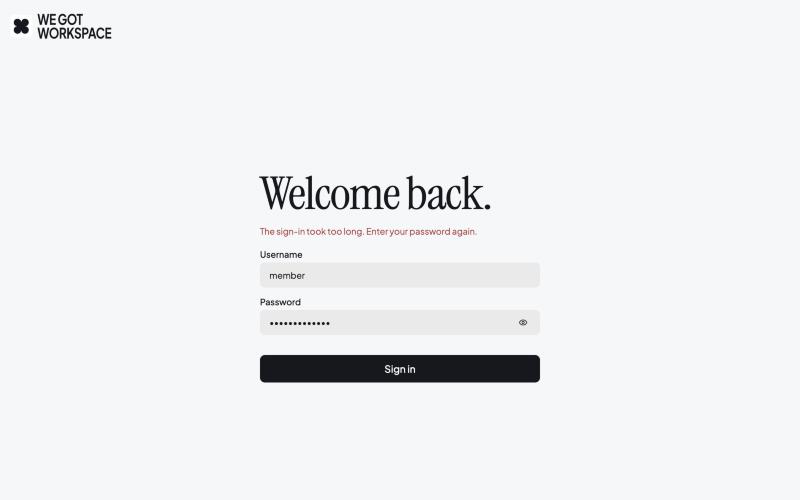 WE GOT
WORKSPACE
Welcome back.
The sign-in took too long. Enter your password again.
Username
member
Password
•••••••••••••
Sign in